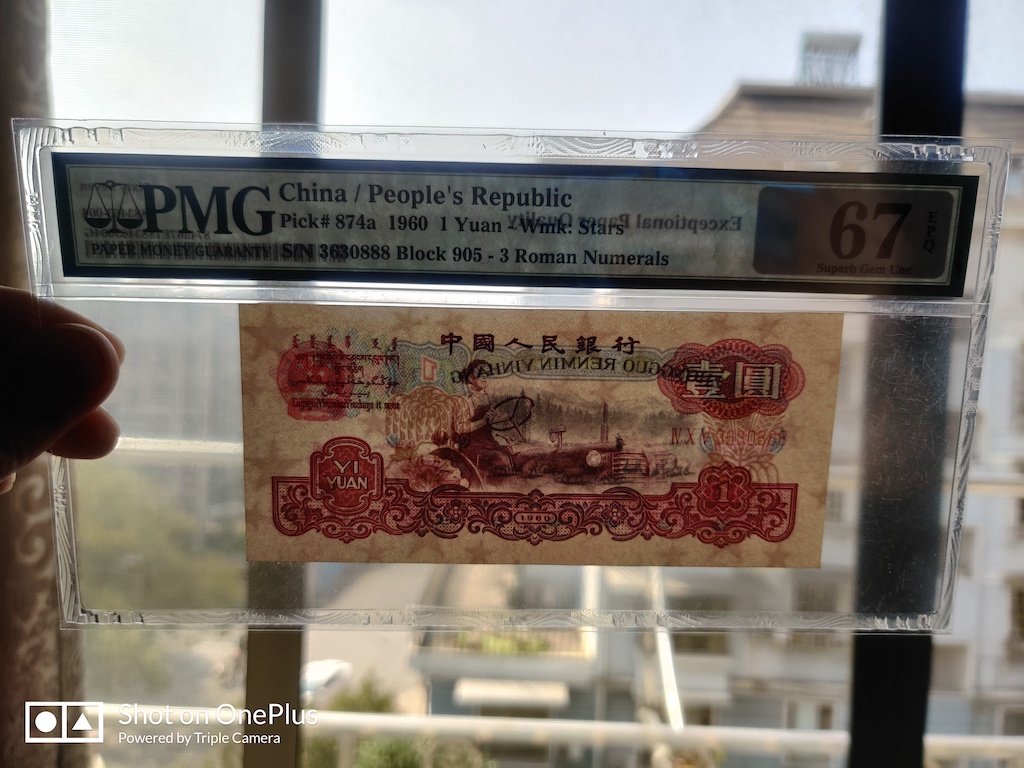 PMG
PAPER MONEY GUARANTY
China / People's Republic
Pick# 874a 1960 1 Yuan - Wmk: Stars
S/N 3630888 Block 905 - 3 Roman Numerals
Exceptional Paper Quality
67
EPQ
Superb Gem Unc
中國人民銀行
GUO RENMIN YINHANG
壹圓
YI
YUAN
1960
1
Shot on OnePlus
Powered by Triple Camera